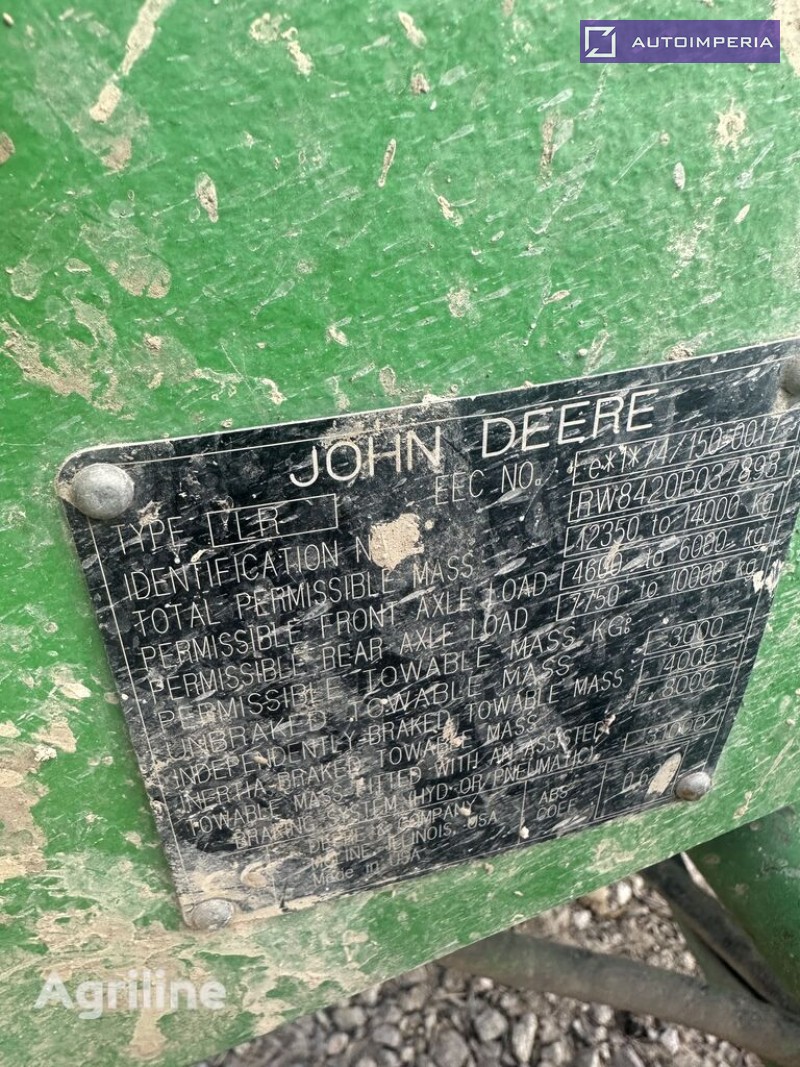 AUTOIMPERIA
JOHN DEERE
TYPE LR EEC NO. e*1*74/150*0017
IDENTIFICATION RW8420P037893
TOTAL PERMISSIBLE MASS 12350 to 14000 kg
PERMISSIBLE FRONT AXLE LOAD 4600 to 6000 kg
PERMISSIBLE REAR AXLE LOAD 7750 to 10000 kg
PERMISSIBLE TOWABLE MASS KG:
UNBRAKED TOWABLE MASS 3000
INDEPENDENTLY BRAKED TOWABLE MASS 4000
INERTIA BRAKED TOWABLE MASS 8000
TOWABLE MASS FITTED WITH AN ASSISTED
BRAKING SYSTEM (HYD OR PNEUMATIC)
DEERE & COMPANY
MOLINE, ILLINOIS, USA
Made in USA
ABS. COEF.
Agriline